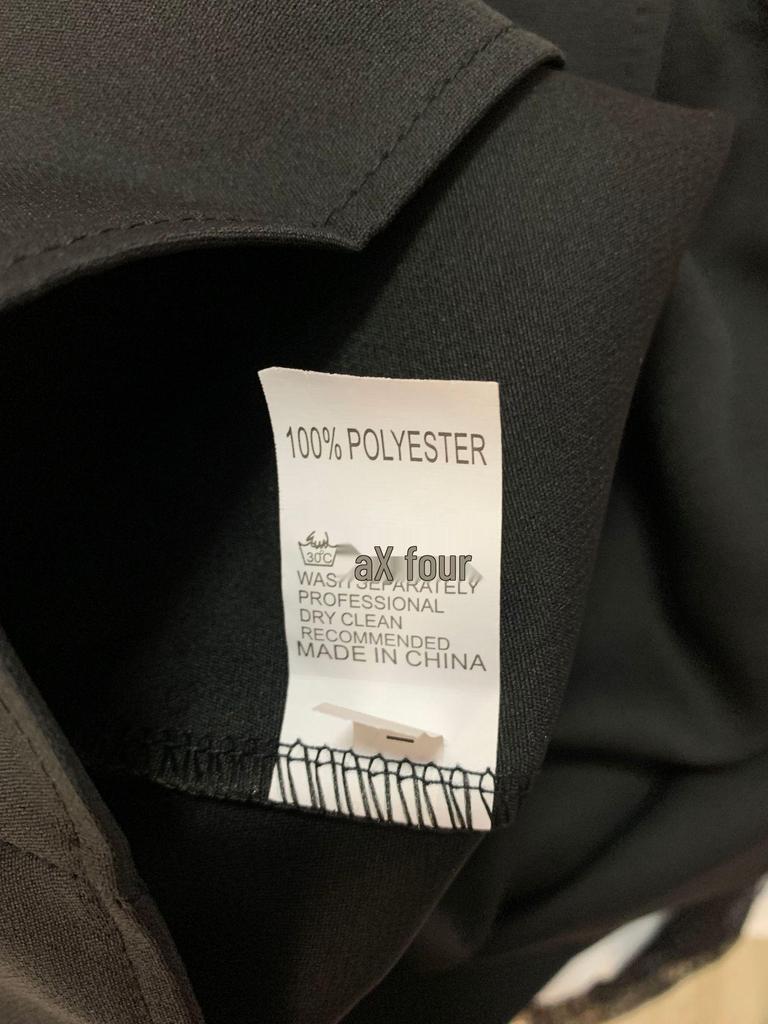 100% POLYESTER
30°C
aX four
WASH SEPARATELY
PROFESSIONAL
DRY CLEAN
RECOMMENDED
MADE IN CHINA